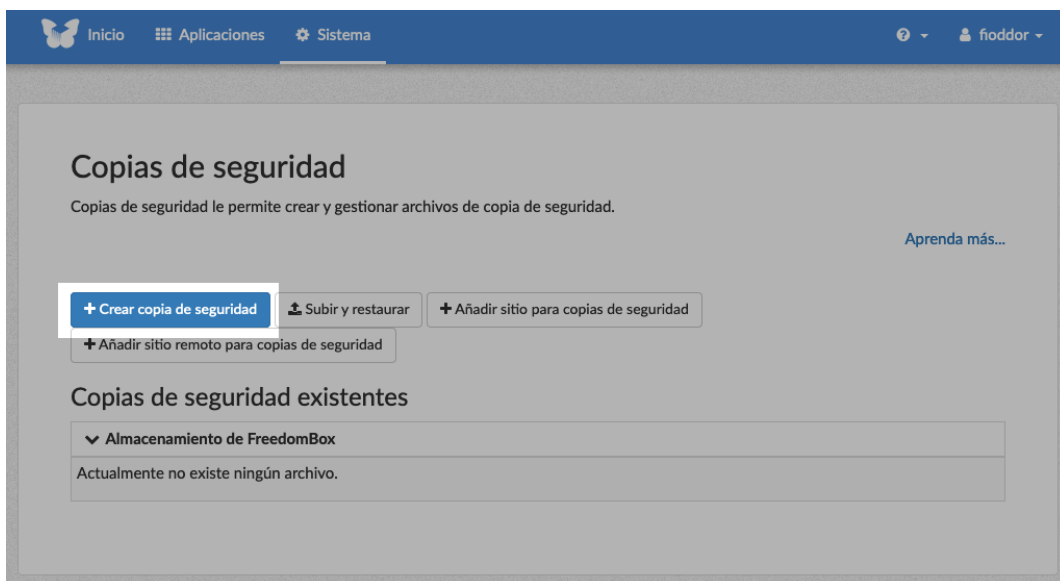 Inicio Aplicaciones Sistema fioddor
Copias de seguridad
Copias de seguridad le permite crear y gestionar archivos de copia de seguridad.
Aprenda más...
+ Crear copia de seguridad Subir y restaurar + Añadir sitio para copias de seguridad
+ Añadir sitio remoto para copias de seguridad
Copias de seguridad existentes
Almacenamiento de FreedomBox
Actualmente no existe ningún archivo.